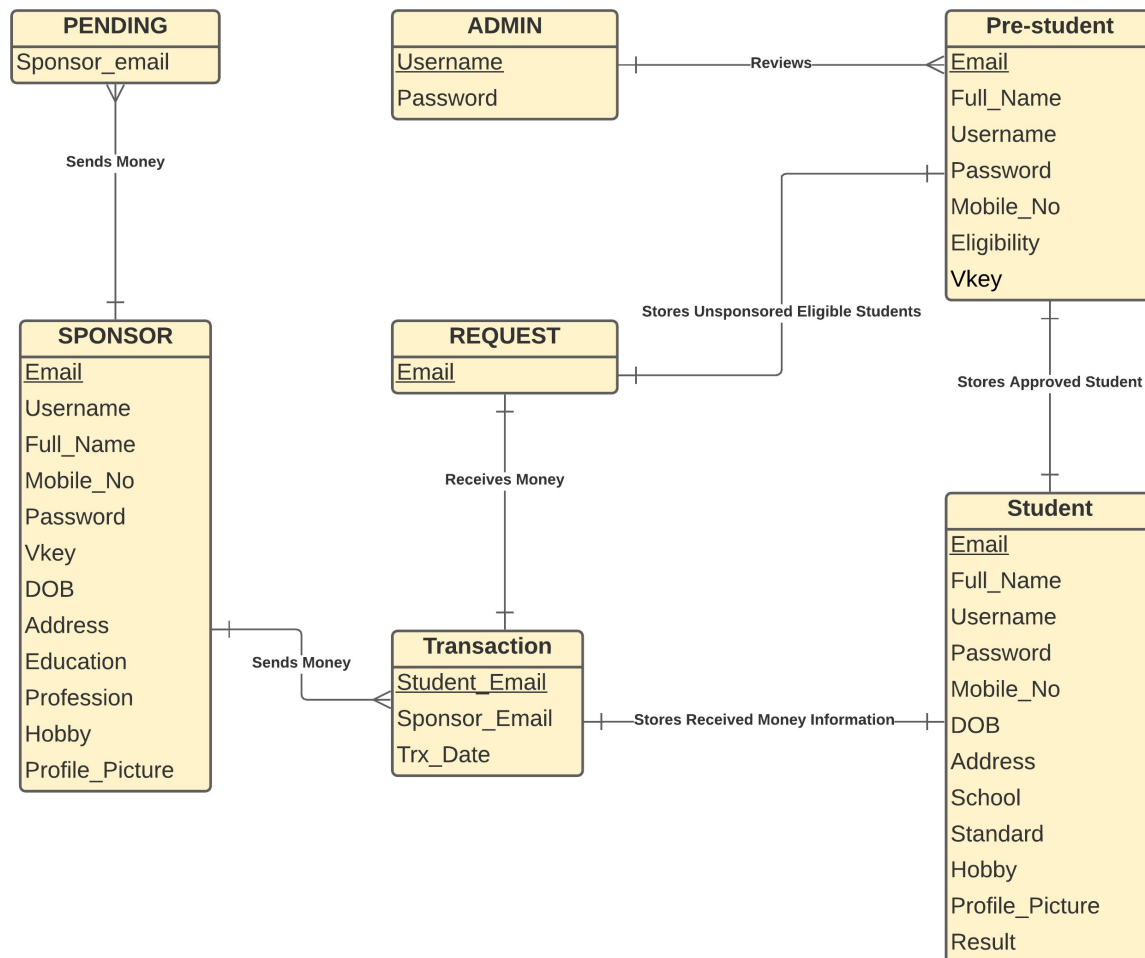 PENDING
Sponsor_email
Sends Money
SPONSOR
Email
Username
Full_Name
Mobile_No
Password
Vkey
DOB
Address
Education
Profession
Hobby
Profile_Picture
ADMIN
Username
Password
Reviews
Pre-student
Email
Full_Name
Username
Password
Mobile_No
Eligibility
Vkey
Stores Unsponsored Eligible Students
REQUEST
Email
Receives Money
Stores Approved Student
Sends Money
Transaction
Student_Email
Sponsor_Email
Trx_Date
Stores Received Money Information
Student
Email
Full_Name
Username
Password
Mobile_No
DOB
Address
School
Standard
Hobby
Profile_Picture
Result